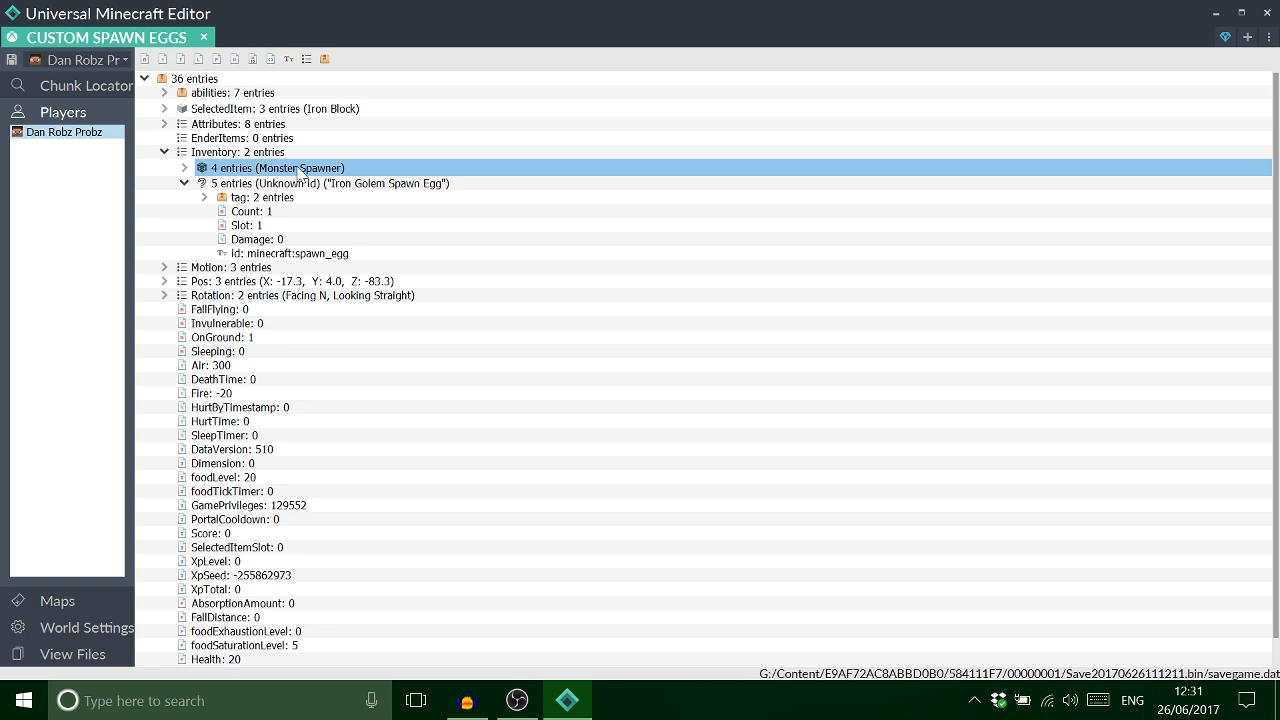 Universal Minecraft Editor
CUSTOM SPAWN EGGS
Dan Robz Pr
Chunk Locator
Players
Dan Robz Probz
36 entries
abilities: 7 entries
SelectedItem: 3 entries (Iron Block)
Attributes: 8 entries
EnderItems: 0 entries
Inventory: 2 entries
4 entries (Monster Spawner)
5 entries (Unknown Id) ("Iron Golem Spawn Egg")
tag: 2 entries
Count: 1
Slot: 1
Damage: 0
id: minecraft:spawn_egg
Motion: 3 entries
Pos: 3 entries (X: -17.3, Y: 4.0, Z: -83.3)
Rotation: 2 entries (Facing N, Looking Straight)
FallFlying: 0
Invulnerable: 0
OnGround: 1
Sleeping: 0
Air: 300
DeathTime: 0
Fire: -20
HurtByTimestamp: 0
HurtTime: 0
SleepTimer: 0
DataVersion: 510
Dimension: 0
foodLevel: 20
foodTickTimer: 0
GamePrivileges: 129552
PortalCooldown: 0
Score: 0
SelectedItemSlot: 0
XpLevel: 0
XpSeed: -255862973
XpTotal: 0
AbsorptionAmount: 0
FallDistance: 0
foodExhaustionLevel: 0
foodSaturationLevel: 5
Health: 20
Maps
World Settings
View Files
G:/Content/E9AF72AC8ABBD0B0/584111F7/00000001/Save20170626111211.bin/savegame.dat
Type here to search
ENG
12:31
26/06/2017